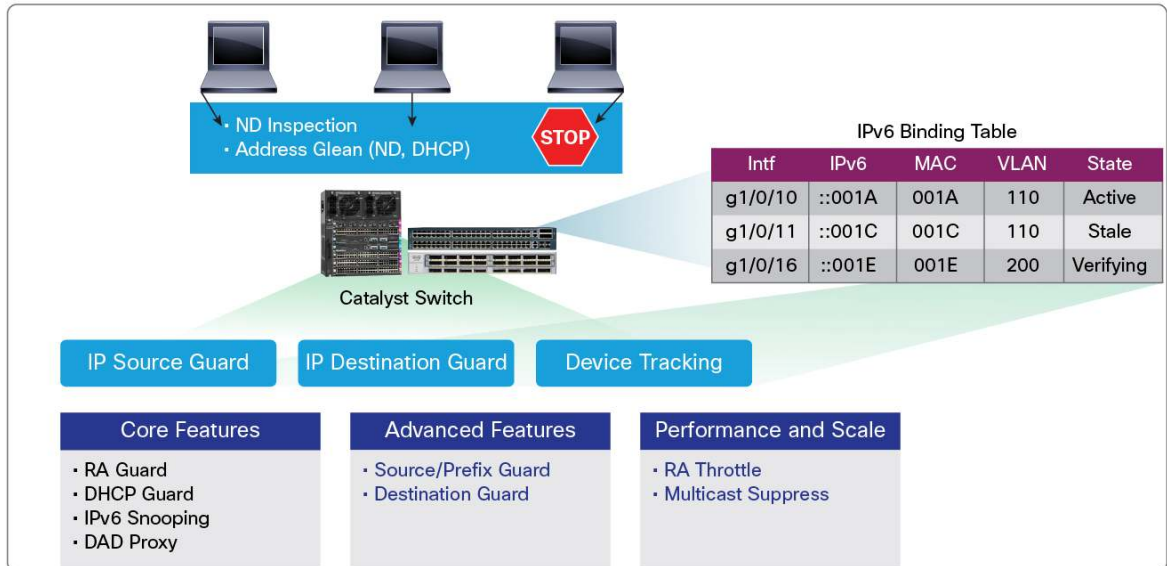 · ND Inspection
· Address Glean (ND, DHCP)
STOP
IPv6 Binding Table
Intf IPv6 MAC VLAN State
g1/0/10 ::001A 001A 110 Active
g1/0/11 ::001C 001C 110 Stale
g1/0/16 ::001E 001E 200 Verifying
Catalyst Switch
IP Source Guard IP Destination Guard Device Tracking
Core Features
· RA Guard
· DHCP Guard
· IPv6 Snooping
· DAD Proxy
Advanced Features
· Source/Prefix Guard
· Destination Guard
Performance and Scale
· RA Throttle
· Multicast Suppress